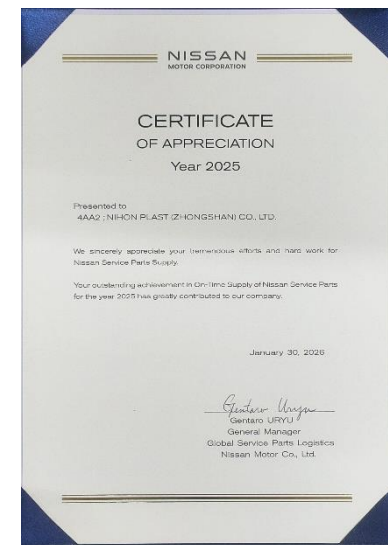 NISSAN
MOTOR CORPORATION
CERTIFICATE
OF APPRECIATION
Year 2025
Presented to
4AA2 ; NIHON PLAST (ZHONGSHAN) CO., LTD.
We sincerely appreciate your tremendous efforts and hard work for
Nissan Service Parts Supply.
Your outstanding achievement in On-Time Supply of Nissan Service Parts
for the year 2025 has greatly contributed to our company.
January 30, 2026
Gentaro Uryu
Gentaro URYU
General Manager
Global Service Parts Logistics
Nissan Motor Co., Ltd.